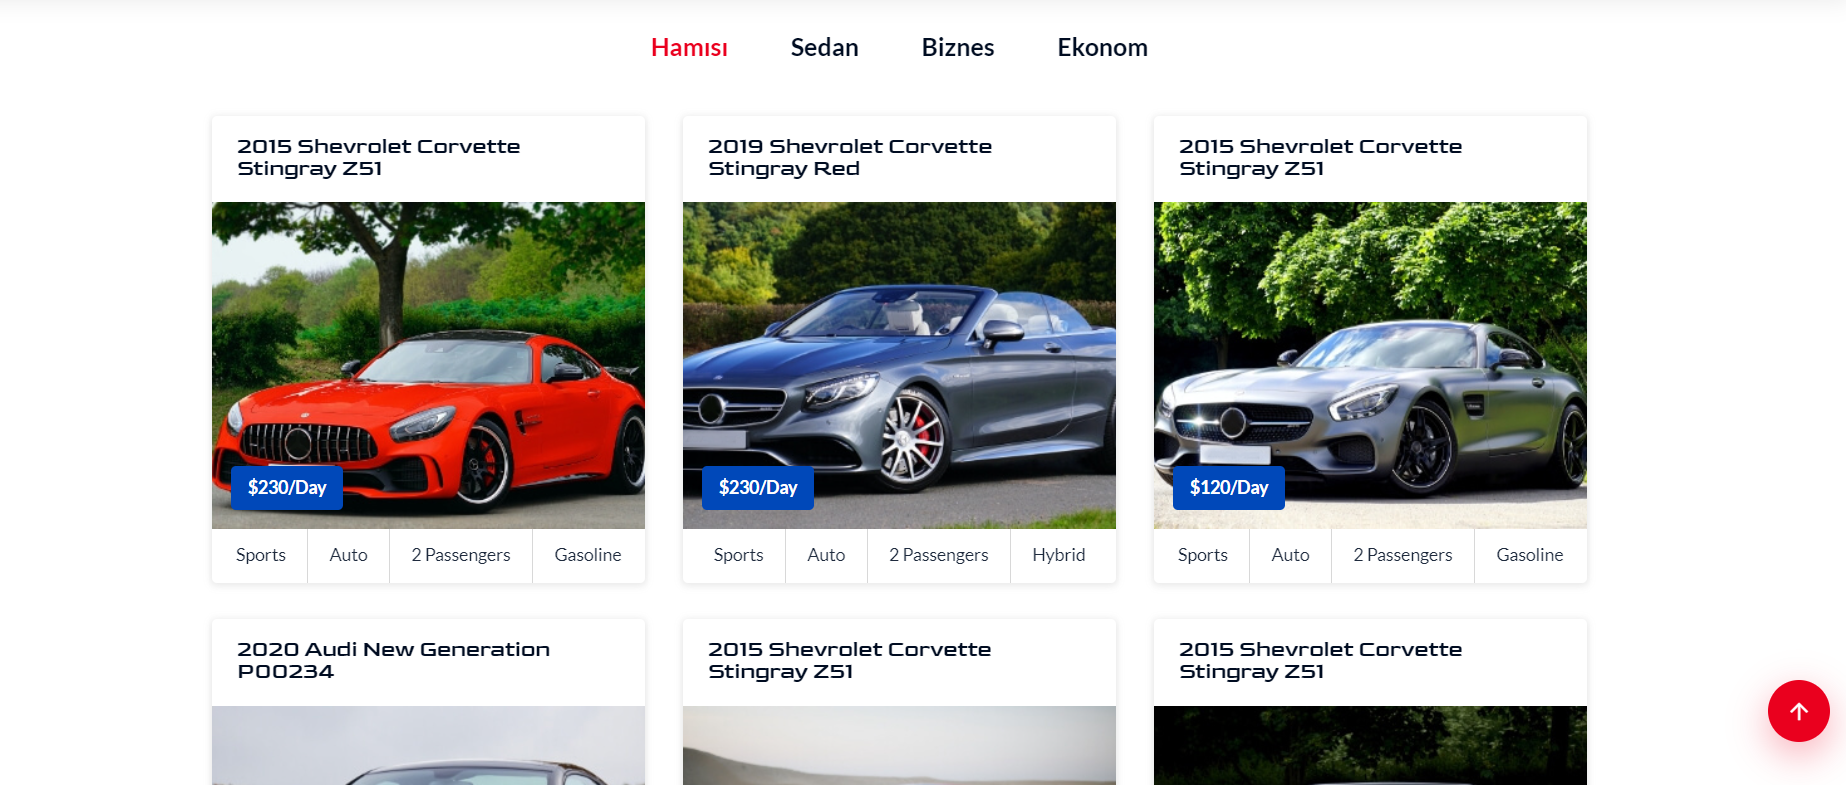 Hamısı Sedan Biznes Ekonom
2015 Shevrolet Corvette
Stingray Z51
$230/Day
Sports Auto 2 Passengers Gasoline
2019 Shevrolet Corvette
Stingray Red
$230/Day
Sports Auto 2 Passengers Hybrid
2015 Shevrolet Corvette
Stingray Z51
$120/Day
Sports Auto 2 Passengers Gasoline
2020 Audi New Generation
P00234
2015 Shevrolet Corvette
Stingray Z51
2015 Shevrolet Corvette
Stingray Z51